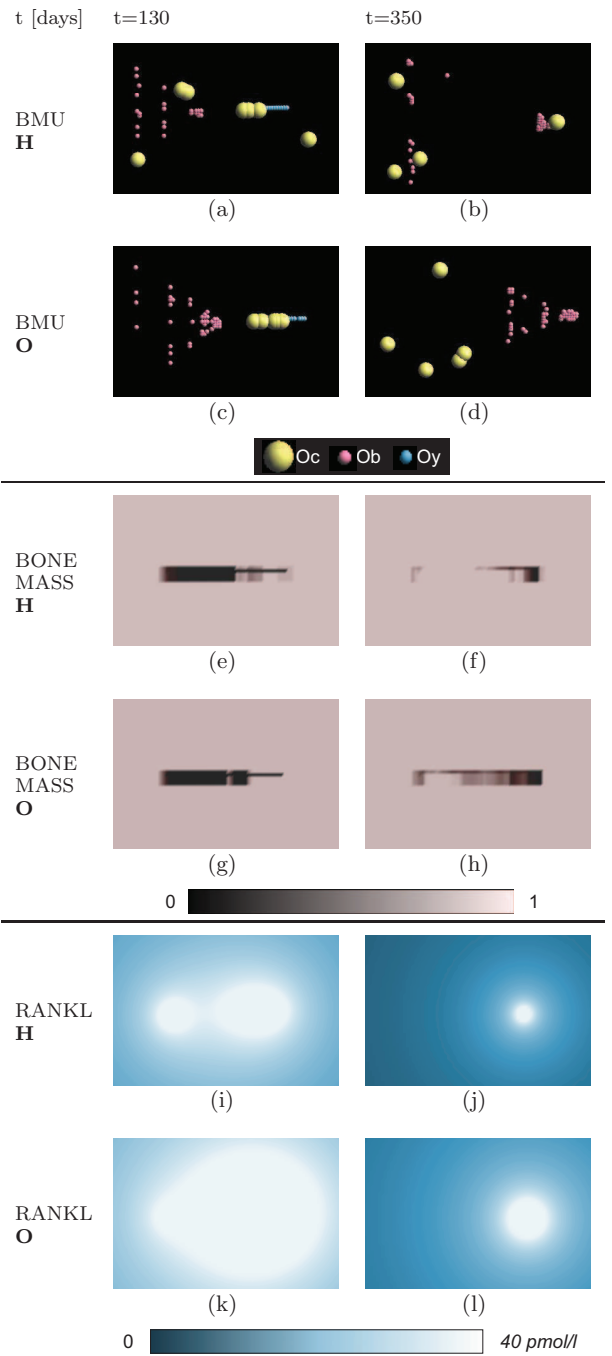 t [days] t=130 t=350
BMU
H
(a) (b)
BMU
O
(c) (d)
Oc Ob Oy
BONE
MASS
H
(e) (f)
BONE
MASS
O
(g) (h)
0 1
RANKL
H
(i) (j)
RANKL
O
(k) (l)
0 40 pmol/l